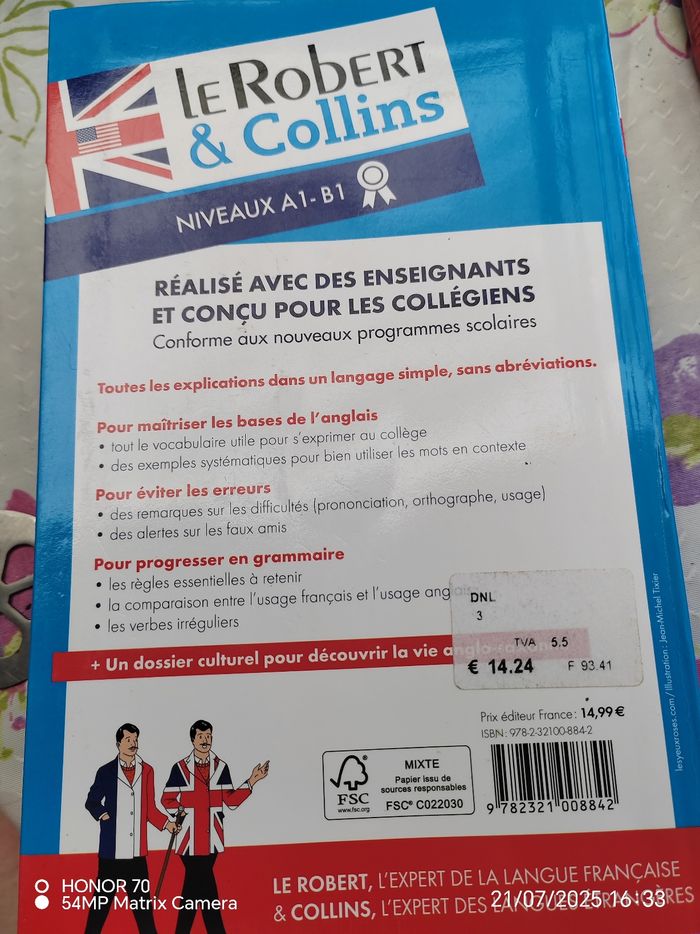 le Robert
& Collins
NIVEAUX A1-B1
RÉALISÉ AVEC DES ENSEIGNANTS
ET CONÇU POUR LES COLLÉGIENS
Conforme aux nouveaux programmes scolaires
Toutes les explications dans un langage simple, sans abréviations.
Pour maîtriser les bases de l'anglais
• tout le vocabulaire utile pour s'exprimer au collège
• des exemples systématiques pour bien utiliser les mots en contexte
Pour éviter les erreurs
• des remarques sur les difficultés (prononciation, orthographe, usage)
• des alertes sur les faux amis
Pour progresser en grammaire
• les règles essentielles à retenir
• la comparaison entre l'usage français et l'usage anglais
• les verbes irréguliers
+ Un dossier culturel pour découvrir la vie anglo-saxonne
DNL
3
TVA 5,5
€ 14.24 F 93.41
Prix éditeur France : 14,99 €
ISBN : 978-2-32100-884-2
9 782321 008842
FSC
www.fsc.org
MIXTE
Papier issu de
sources responsables
FSC® C022030
lesyeuxroses.com / Illustration : Jean-Michel Tixier
LE ROBERT, L'EXPERT DE LA LANGUE FRANÇAISE
& COLLINS, L'EXPERT DES LANGUES ÉTRANGÈRES
HONOR 70
54MP Matrix Camera
21/07/2025 16:33